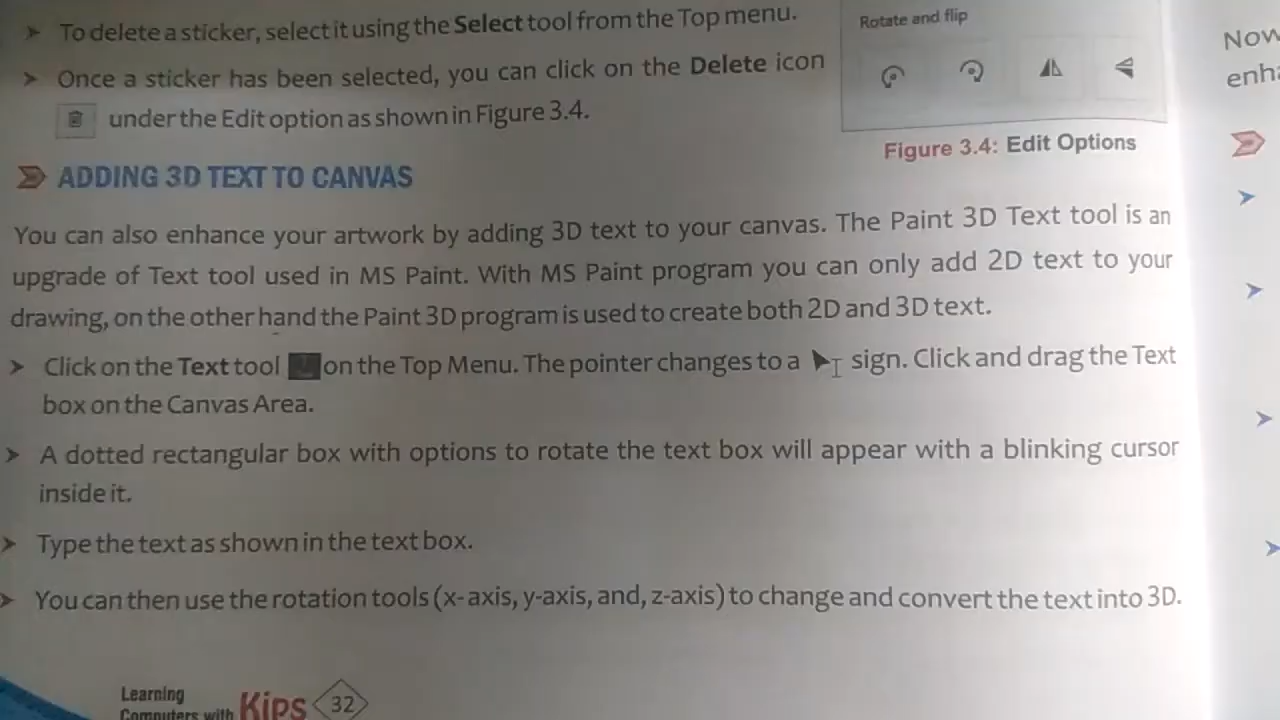 ➤ To delete a sticker, select it using the Select tool from the Top menu.
➤ Once a sticker has been selected, you can click on the Delete icon
under the Edit option as shown in Figure 3.4.
Rotate and flip
Figure 3.4: Edit Options
ADDING 3D TEXT TO CANVAS
You can also enhance your artwork by adding 3D text to your canvas. The Paint 3D Text tool is an
upgrade of Text tool used in MS Paint. With MS Paint program you can only add 2D text to your
drawing, on the other hand the Paint 3D program is used to create both 2D and 3D text.
➤ Click on the Text tool on the Top Menu. The pointer changes to a sign. Click and drag the Text
box on the Canvas Area.
➤ A dotted rectangular box with options to rotate the text box will appear with a blinking cursor
inside it.
➤ Type the text as shown in the text box.
➤ You can then use the rotation tools (x-axis, y-axis, and, z-axis) to change and convert the text into 3D.
Learning
Computers with Kips 32
Now